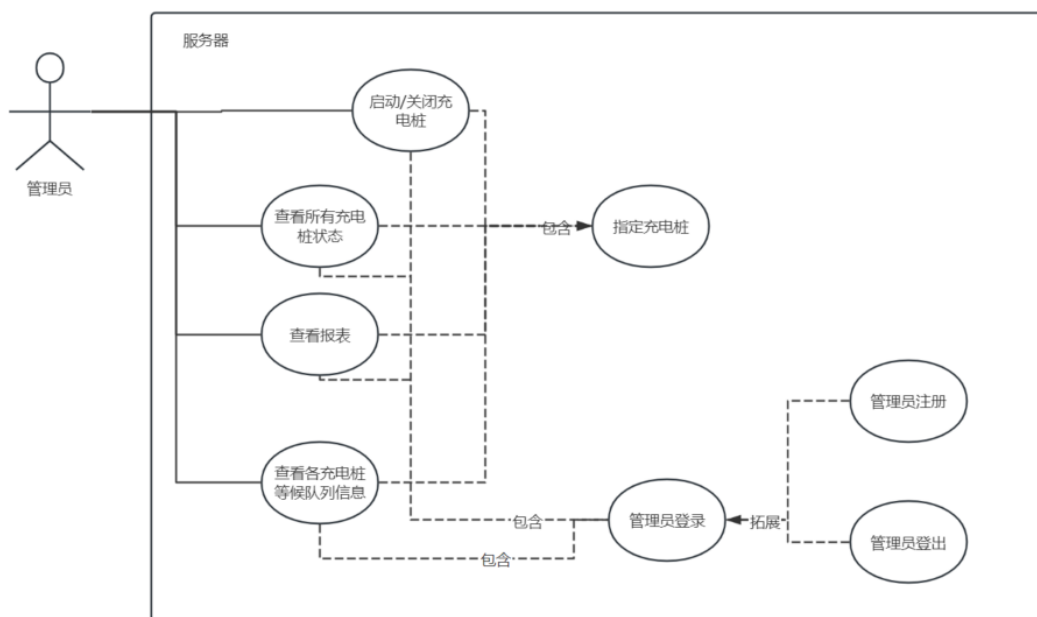 服务器
启动/关闭充
电桩
管理员
查看所有充电
桩状态
包含
指定充电桩
查看报表
管理员注册
查看各充电桩
等候队列信息
包含
管理员登录
拓展
管理员登出
包含